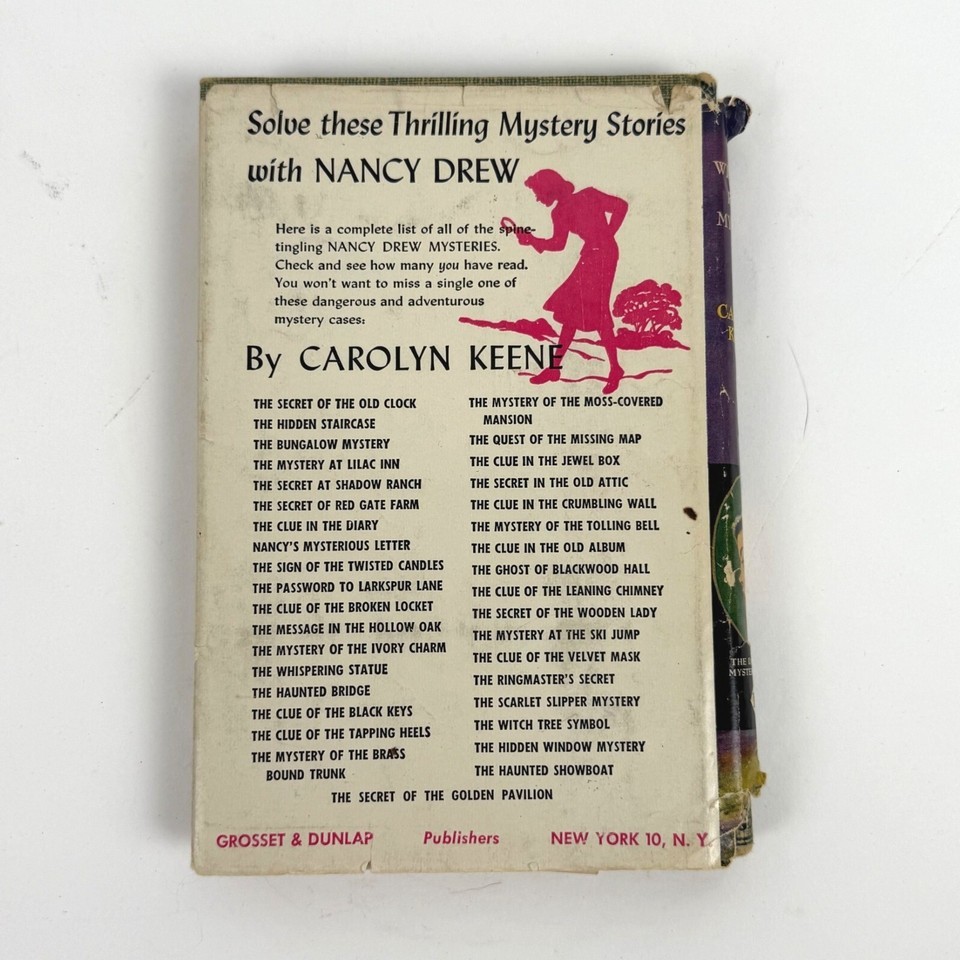 Solve these Thrilling Mystery Stories
with NANCY DREW
Here is a complete list of all of the spine-
tingling NANCY DREW MYSTERIES.
Check and see how many you have read.
You won't want to miss a single one of
these dangerous and adventurous
mystery cases:
By CAROLYN KEENE
THE SECRET OF THE OLD CLOCK
THE HIDDEN STAIRCASE
THE BUNGALOW MYSTERY
THE MYSTERY AT LILAC INN
THE SECRET AT SHADOW RANCH
THE SECRET OF RED GATE FARM
THE CLUE IN THE DIARY
NANCY'S MYSTERIOUS LETTER
THE SIGN OF THE TWISTED CANDLES
THE PASSWORD TO LARKSPUR LANE
THE CLUE OF THE BROKEN LOCKET
THE MESSAGE IN THE HOLLOW OAK
THE MYSTERY OF THE IVORY CHARM
THE WHISPERING STATUE
THE HAUNTED BRIDGE
THE CLUE OF THE BLACK KEYS
THE CLUE OF THE TAPPING HEELS
THE MYSTERY OF THE BRASS
BOUND TRUNK
THE MYSTERY OF THE MOSS-COVERED
MANSION
THE QUEST OF THE MISSING MAP
THE CLUE IN THE JEWEL BOX
THE SECRET IN THE OLD ATTIC
THE CLUE IN THE CRUMBLING WALL
THE MYSTERY OF THE TOLLING BELL
THE CLUE IN THE OLD ALBUM
THE GHOST OF BLACKWOOD HALL
THE CLUE OF THE LEANING CHIMNEY
THE SECRET OF THE WOODEN LADY
THE MYSTERY AT THE SKI JUMP
THE CLUE OF THE VELVET MASK
THE RINGMASTER'S SECRET
THE SCARLET SLIPPER MYSTERY
THE WITCH TREE SYMBOL
THE HIDDEN WINDOW MYSTERY
THE HAUNTED SHOWBOAT
THE SECRET OF THE GOLDEN PAVILION
GROSSET & DUNLAP Publishers NEW YORK 10, N. Y.
THE